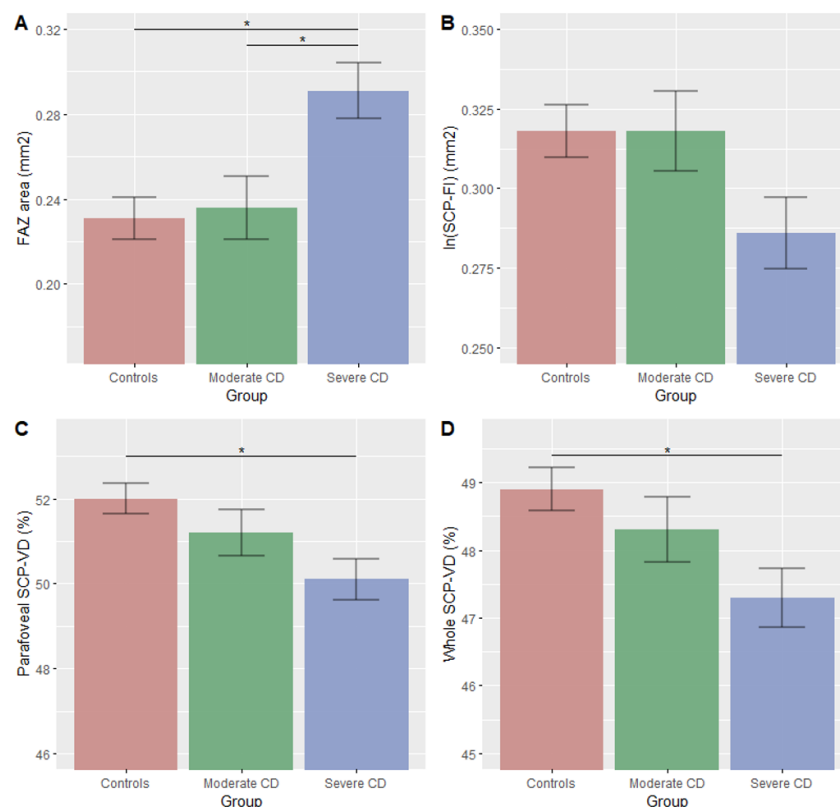 A
*
*
0.32
0.28
0.24
0.20
FAZ area (mm2)
Controls Moderate CD Severe CD
Group
B
0.350
0.325
0.300
0.275
0.250
ln(SCP-FI) (mm2)
Controls Moderate CD Severe CD
Group
C
*
52
50
48
46
Parafoveal SCP-VD (%)
Controls Moderate CD Severe CD
Group
D
*
49
48
47
46
45
Whole SCP-VD (%)
Controls Moderate CD Severe CD
Group